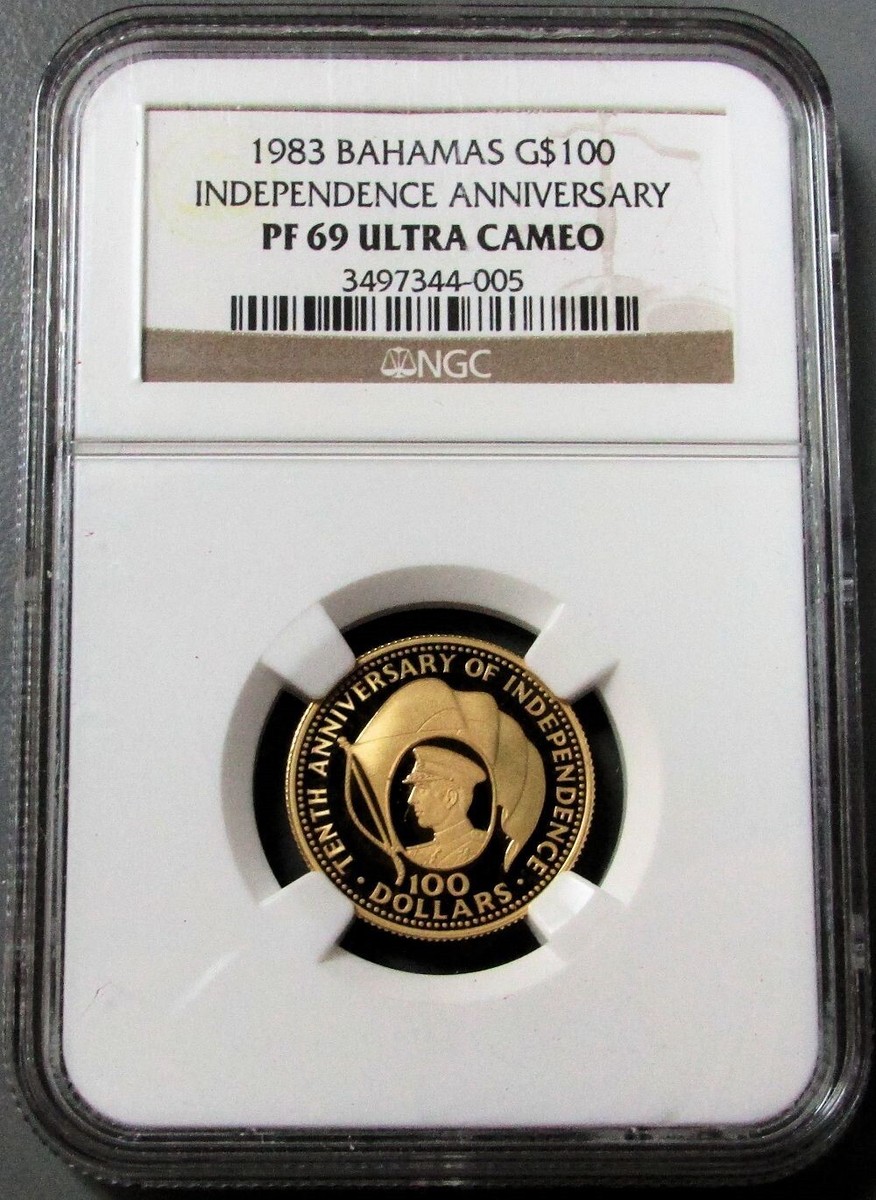 1983 BAHAMAS G$100
INDEPENDENCE ANNIVERSARY
PF 69 ULTRA CAMEO
3497344-005
NGC
· TENTH ANNIVERSARY OF INDEPENDENCE ·
100
DOLLARS